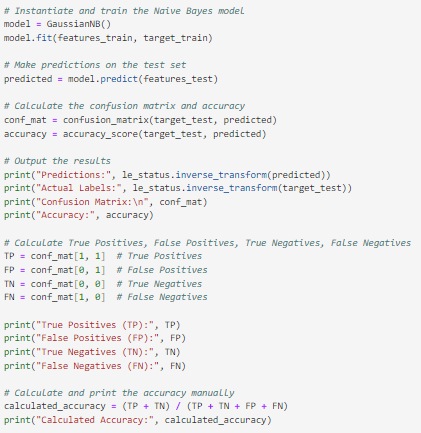 # Instantiate and train the Naive Bayes model
model = GaussianNB()
model.fit(features_train, target_train)
# Make predictions on the test set
predicted = model.predict(features_test)
# Calculate the confusion matrix and accuracy
conf_mat = confusion_matrix(target_test, predicted)
accuracy = accuracy_score(target_test, predicted)
# Output the results
print("Predictions:", le_status.inverse_transform(predicted))
print("Actual Labels:", le_status.inverse_transform(target_test))
print("Confusion Matrix:\n", conf_mat)
print("Accuracy:", accuracy)
# Calculate True Positives, False Positives, True Negatives, False Negatives
TP = conf_mat[1, 1]  # True Positives
FP = conf_mat[0, 1]  # False Positives
TN = conf_mat[0, 0]  # True Negatives
FN = conf_mat[1, 0]  # False Negatives
print("True Positives (TP):", TP)
print("False Positives (FP):", FP)
print("True Negatives (TN):", TN)
print("False Negatives (FN):", FN)
# Calculate and print the accuracy manually
calculated_accuracy = (TP + TN) / (TP + TN + FP + FN)
print("Calculated Accuracy:", calculated_accuracy)